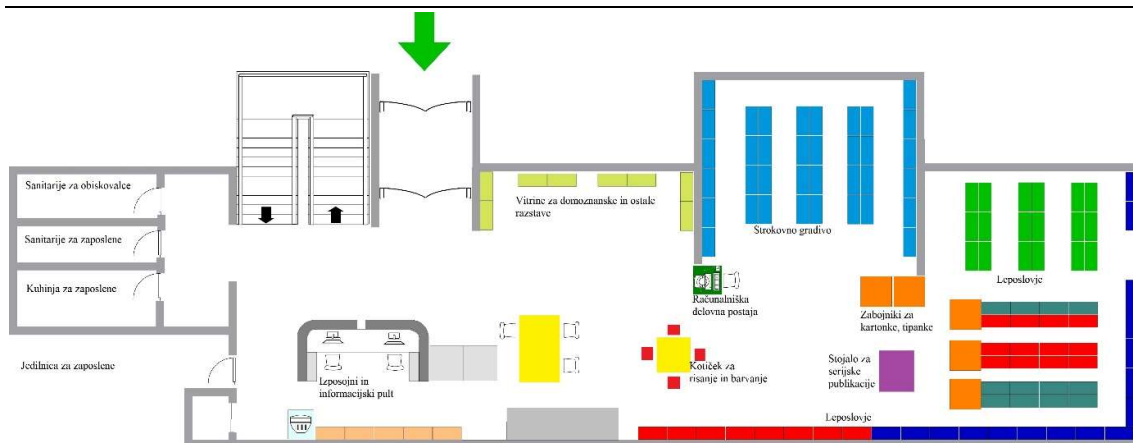 Sanitarije za obiskovalce
Vitrine za domoznanske in ostale
razstave
Strokovno gradivo
Sanitarije za zaposlene
Kuhinja za zaposlene
Leposlovje
Računalniška
delovna postaja
Zabojniki za
kartonke, tipanke
Jedilnica za zaposlene
Izposojni in
informacijski pult
Kotiček za
risanje in barvanje
Stojalo za
serijske
publikacije
Leposlovje